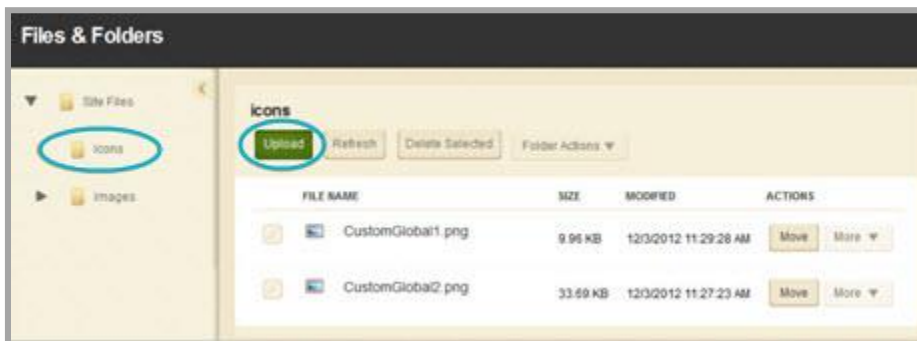 Files & Folders
Site Files
icons
images
icons
Upload Refresh Delete Selected Folder Actions
FILE NAME SIZE MODIFIED ACTIONS
CustomGlobal1.png 9.96 KB 12/3/2012 11:29:28 AM Move More
CustomGlobal2.png 33.69 KB 12/3/2012 11:27:23 AM Move More